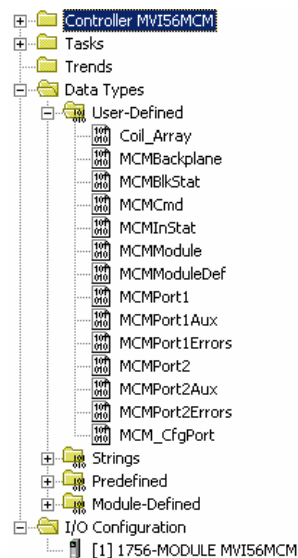 Controller MVI56MCM
Tasks
Trends
Data Types
User-Defined
Coil_Array
MCMBackplane
MCMBlkStat
MCMCmd
MCMInStat
MCMModule
MCMModuleDef
MCMPort1
MCMPort1Aux
MCMPort1Errors
MCMPort2
MCMPort2Aux
MCMPort2Errors
MCM_CfgPort
Strings
Predefined
Module-Defined
I/O Configuration
[1] 1756-MODULE MVI56MCM